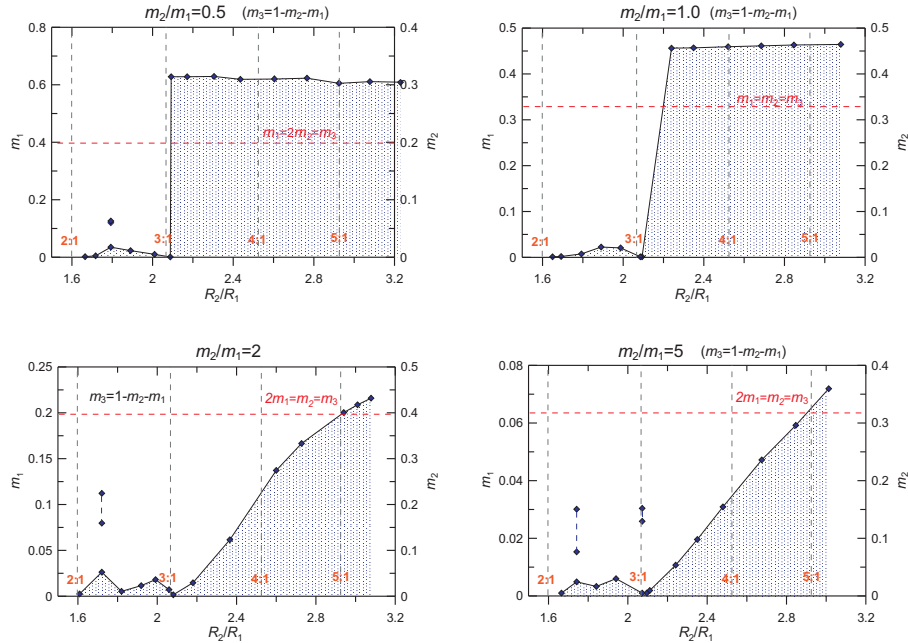 m2/m1=0.5 (m3=1-m2-m1)
0.8 0.6 0.4 0.2 0
m1
0.4 0.3 0.2 0.1 0
m2
m1=2m2=m3
2:1 3:1 4:1 5:1
1.6 2 2.4 2.8 3.2
R2/R1
m2/m1=1.0 (m3=1-m2-m1)
0.5 0.4 0.3 0.2 0.1 0
m1
0.5 0.4 0.3 0.2 0.1 0
m2
m1=m2=m3
2:1 3:1 4:1 5:1
1.6 2 2.4 2.8 3.2
R2/R1
m2/m1=2
0.25 0.2 0.15 0.1 0.05 0
m1
0.5 0.4 0.3 0.2 0.1 0
m2
m3=1-m2-m1
2m1=m2=m3
2:1 3:1 4:1 5:1
1.6 2 2.4 2.8 3.2
R2/R1
m2/m1=5 (m3=1-m2-m1)
0.08 0.06 0.04 0.02 0
m1
0.4 0.3 0.2 0.1 0
m2
2m1=m2=m3
2:1 3:1 4:1 5:1
1.6 2 2.4 2.8 3.2
R2/R1